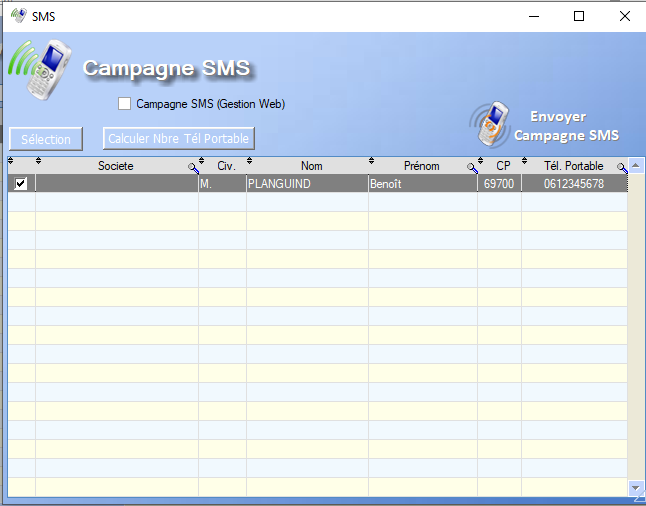 SMS
Campagne SMS
Campagne SMS (Gestion Web)
Envoyer
Campagne SMS
Sélection
Calculer Nbre Tél Portable
Societe Civ. Nom Prénom CP Tél. Portable
M. PLANGUIND Benoît 69700 0612345678